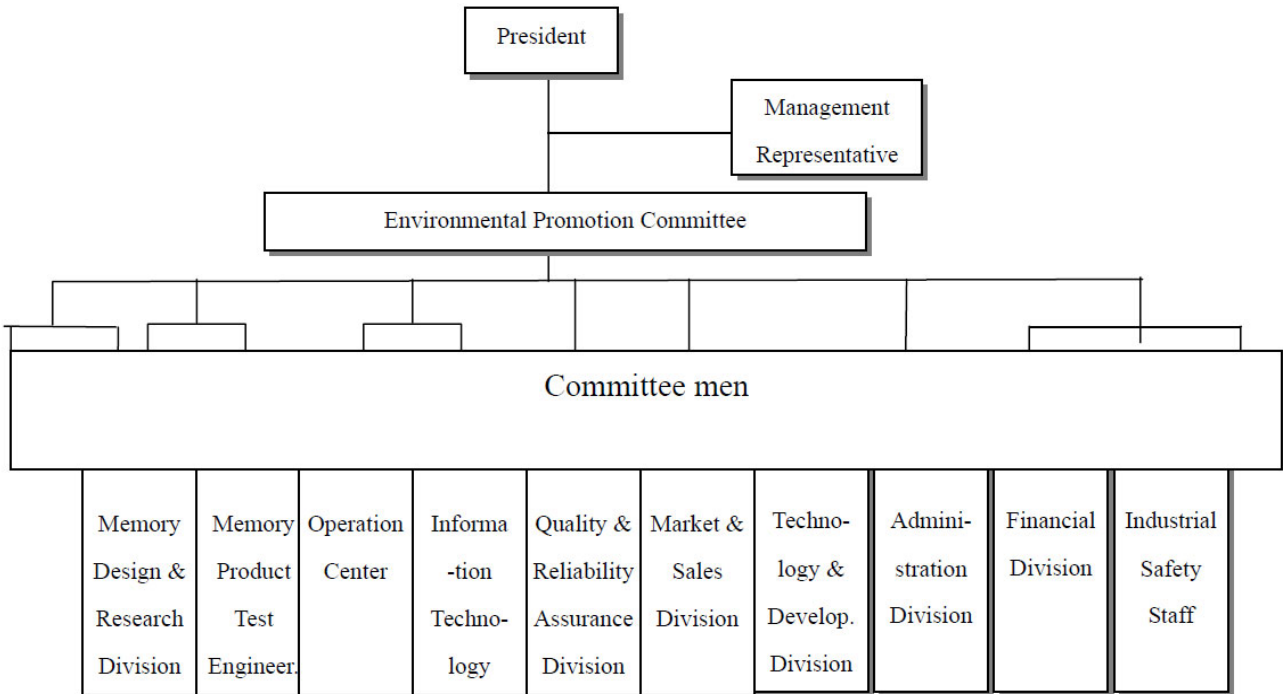 President
Management
Representative
Environmental Promotion Committee
Committee men
Memory
Design &
Research
Division
Memory
Product
Test
Engineer.
Operation
Center
Informa
-tion
Techno-
logy
Quality &
Reliability
Assurance
Division
Market &
Sales
Division
Techno-
logy &
Develop.
Division
Admini-
stration
Division
Financial
Division
Industrial
Safety
Staff